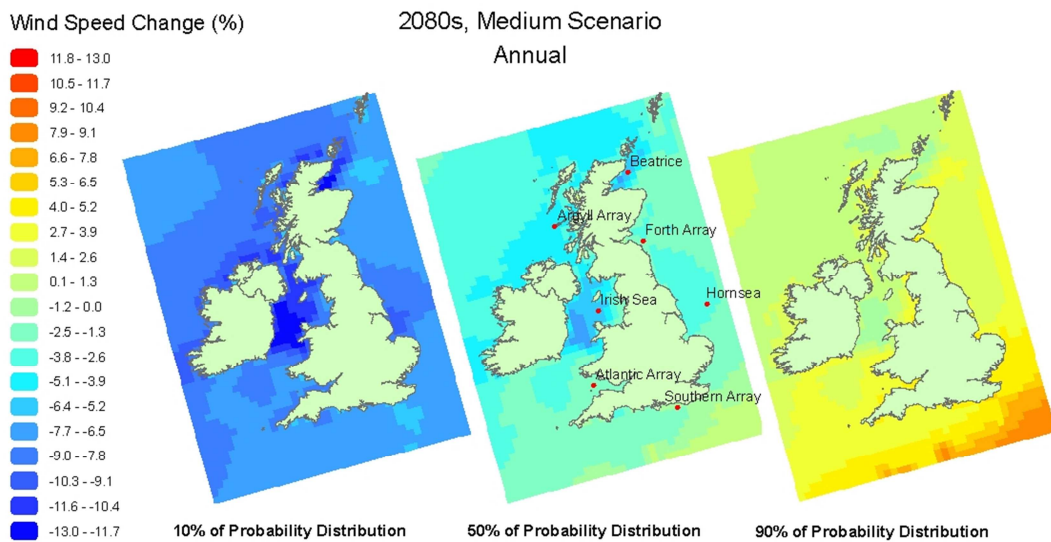 Wind Speed Change (%)
2080s, Medium Scenario
Annual
11.8 - 13.0
10.5 - 11.7
9.2 - 10.4
7.9 - 9.1
6.6 - 7.8
5.3 - 6.5
4.0 - 5.2
2.7 - 3.9
1.4 - 2.6
0.1 - 1.3
-1.2 - 0.0
-2.5 - -1.3
-3.8 - -2.6
-5.1 - -3.9
-6.4 - -5.2
-7.7 - -6.5
-9.0 - -7.8
-10.3 - -9.1
-11.6 - -10.4
-13.0 - -11.7
Beatrice
Argyll Array
Forth Array
Hornsea
Irish Sea
Atlantic Array
Southern Array
10% of Probability Distribution
50% of Probability Distribution
90% of Probability Distribution